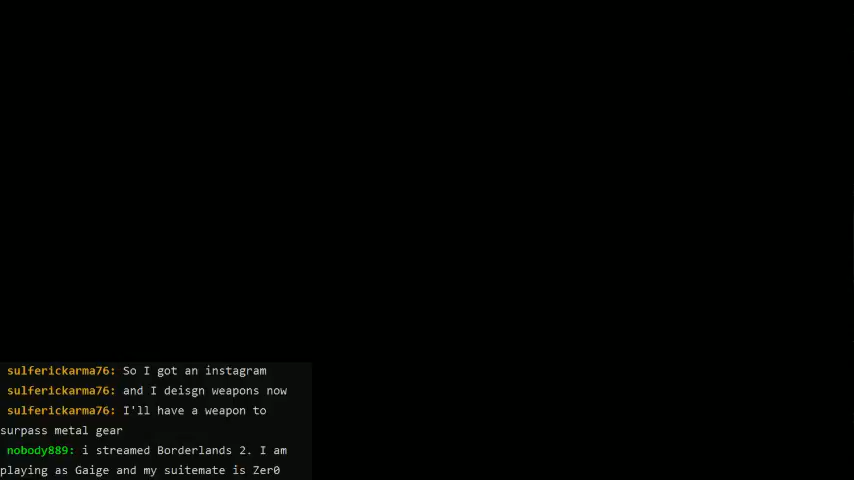 sulferickarma76: So I got an instagram
sulferickarma76: and I deisgn weapons now
sulferickarma76: I'll have a weapon to
surpass metal gear
nobody889: i streamed Borderlands 2. I am
playing as Gaige and my suitemate is Zer0